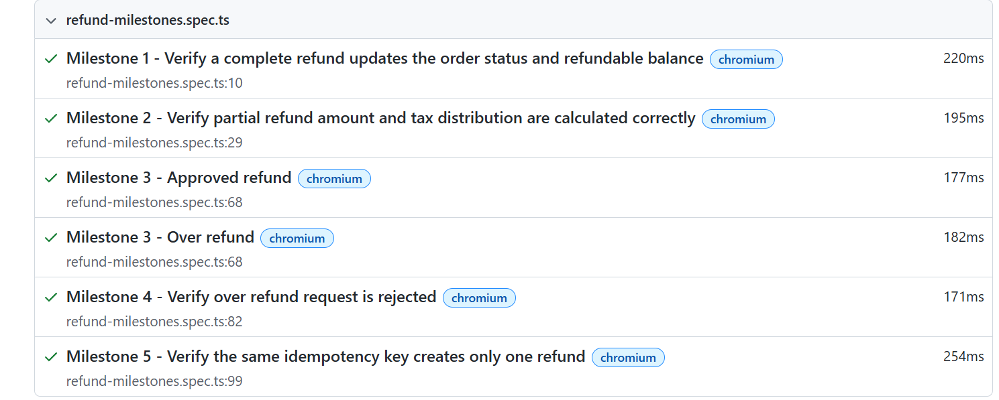 refund-milestones.spec.ts
Milestone 1 - Verify a complete refund updates the order status and refundable balance chromium 220ms
refund-milestones.spec.ts:10
Milestone 2 - Verify partial refund amount and tax distribution are calculated correctly chromium 195ms
refund-milestones.spec.ts:29
Milestone 3 - Approved refund chromium 177ms
refund-milestones.spec.ts:68
Milestone 3 - Over refund chromium 182ms
refund-milestones.spec.ts:68
Milestone 4 - Verify over refund request is rejected chromium 171ms
refund-milestones.spec.ts:82
Milestone 5 - Verify the same idempotency key creates only one refund chromium 254ms
refund-milestones.spec.ts:99